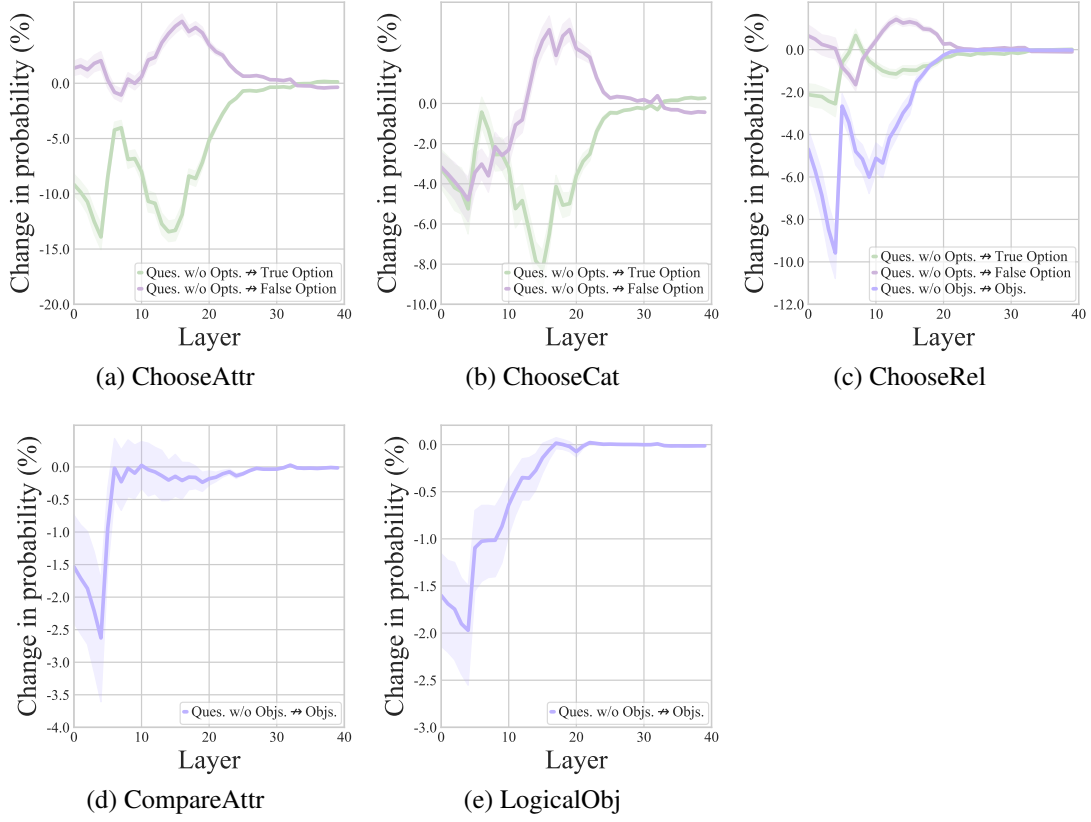 Change in probability (%)
0.0
-5.0
-10.0
-15.0
-20.0
Ques. w/o Opts. ↛ True Option
Ques. w/o Opts. ↛ False Option
0 10 20 30 40
Layer
(a) ChooseAttr
Change in probability (%)
0.0
-2.0
-4.0
-6.0
-8.0
-10.0
Ques. w/o Opts. ↛ True Option
Ques. w/o Opts. ↛ False Option
0 10 20 30 40
Layer
(b) ChooseCat
Change in probability (%)
0.0
-2.0
-4.0
-6.0
-8.0
-10.0
-12.0
Ques. w/o Opts. ↛ True Option
Ques. w/o Opts. ↛ False Option
Ques. w/o Objs. ↛ Objs.
0 10 20 30 40
Layer
(c) ChooseRel
Change in probability (%)
0.0
-0.5
-1.0
-1.5
-2.0
-2.5
-3.0
-3.5
-4.0
Ques. w/o Objs. ↛ Objs.
0 10 20 30 40
Layer
(d) CompareAttr
Change in probability (%)
0.0
-0.5
-1.0
-1.5
-2.0
-2.5
-3.0
Ques. w/o Objs. ↛ Objs.
0 10 20 30 40
Layer
(e) LogicalObj